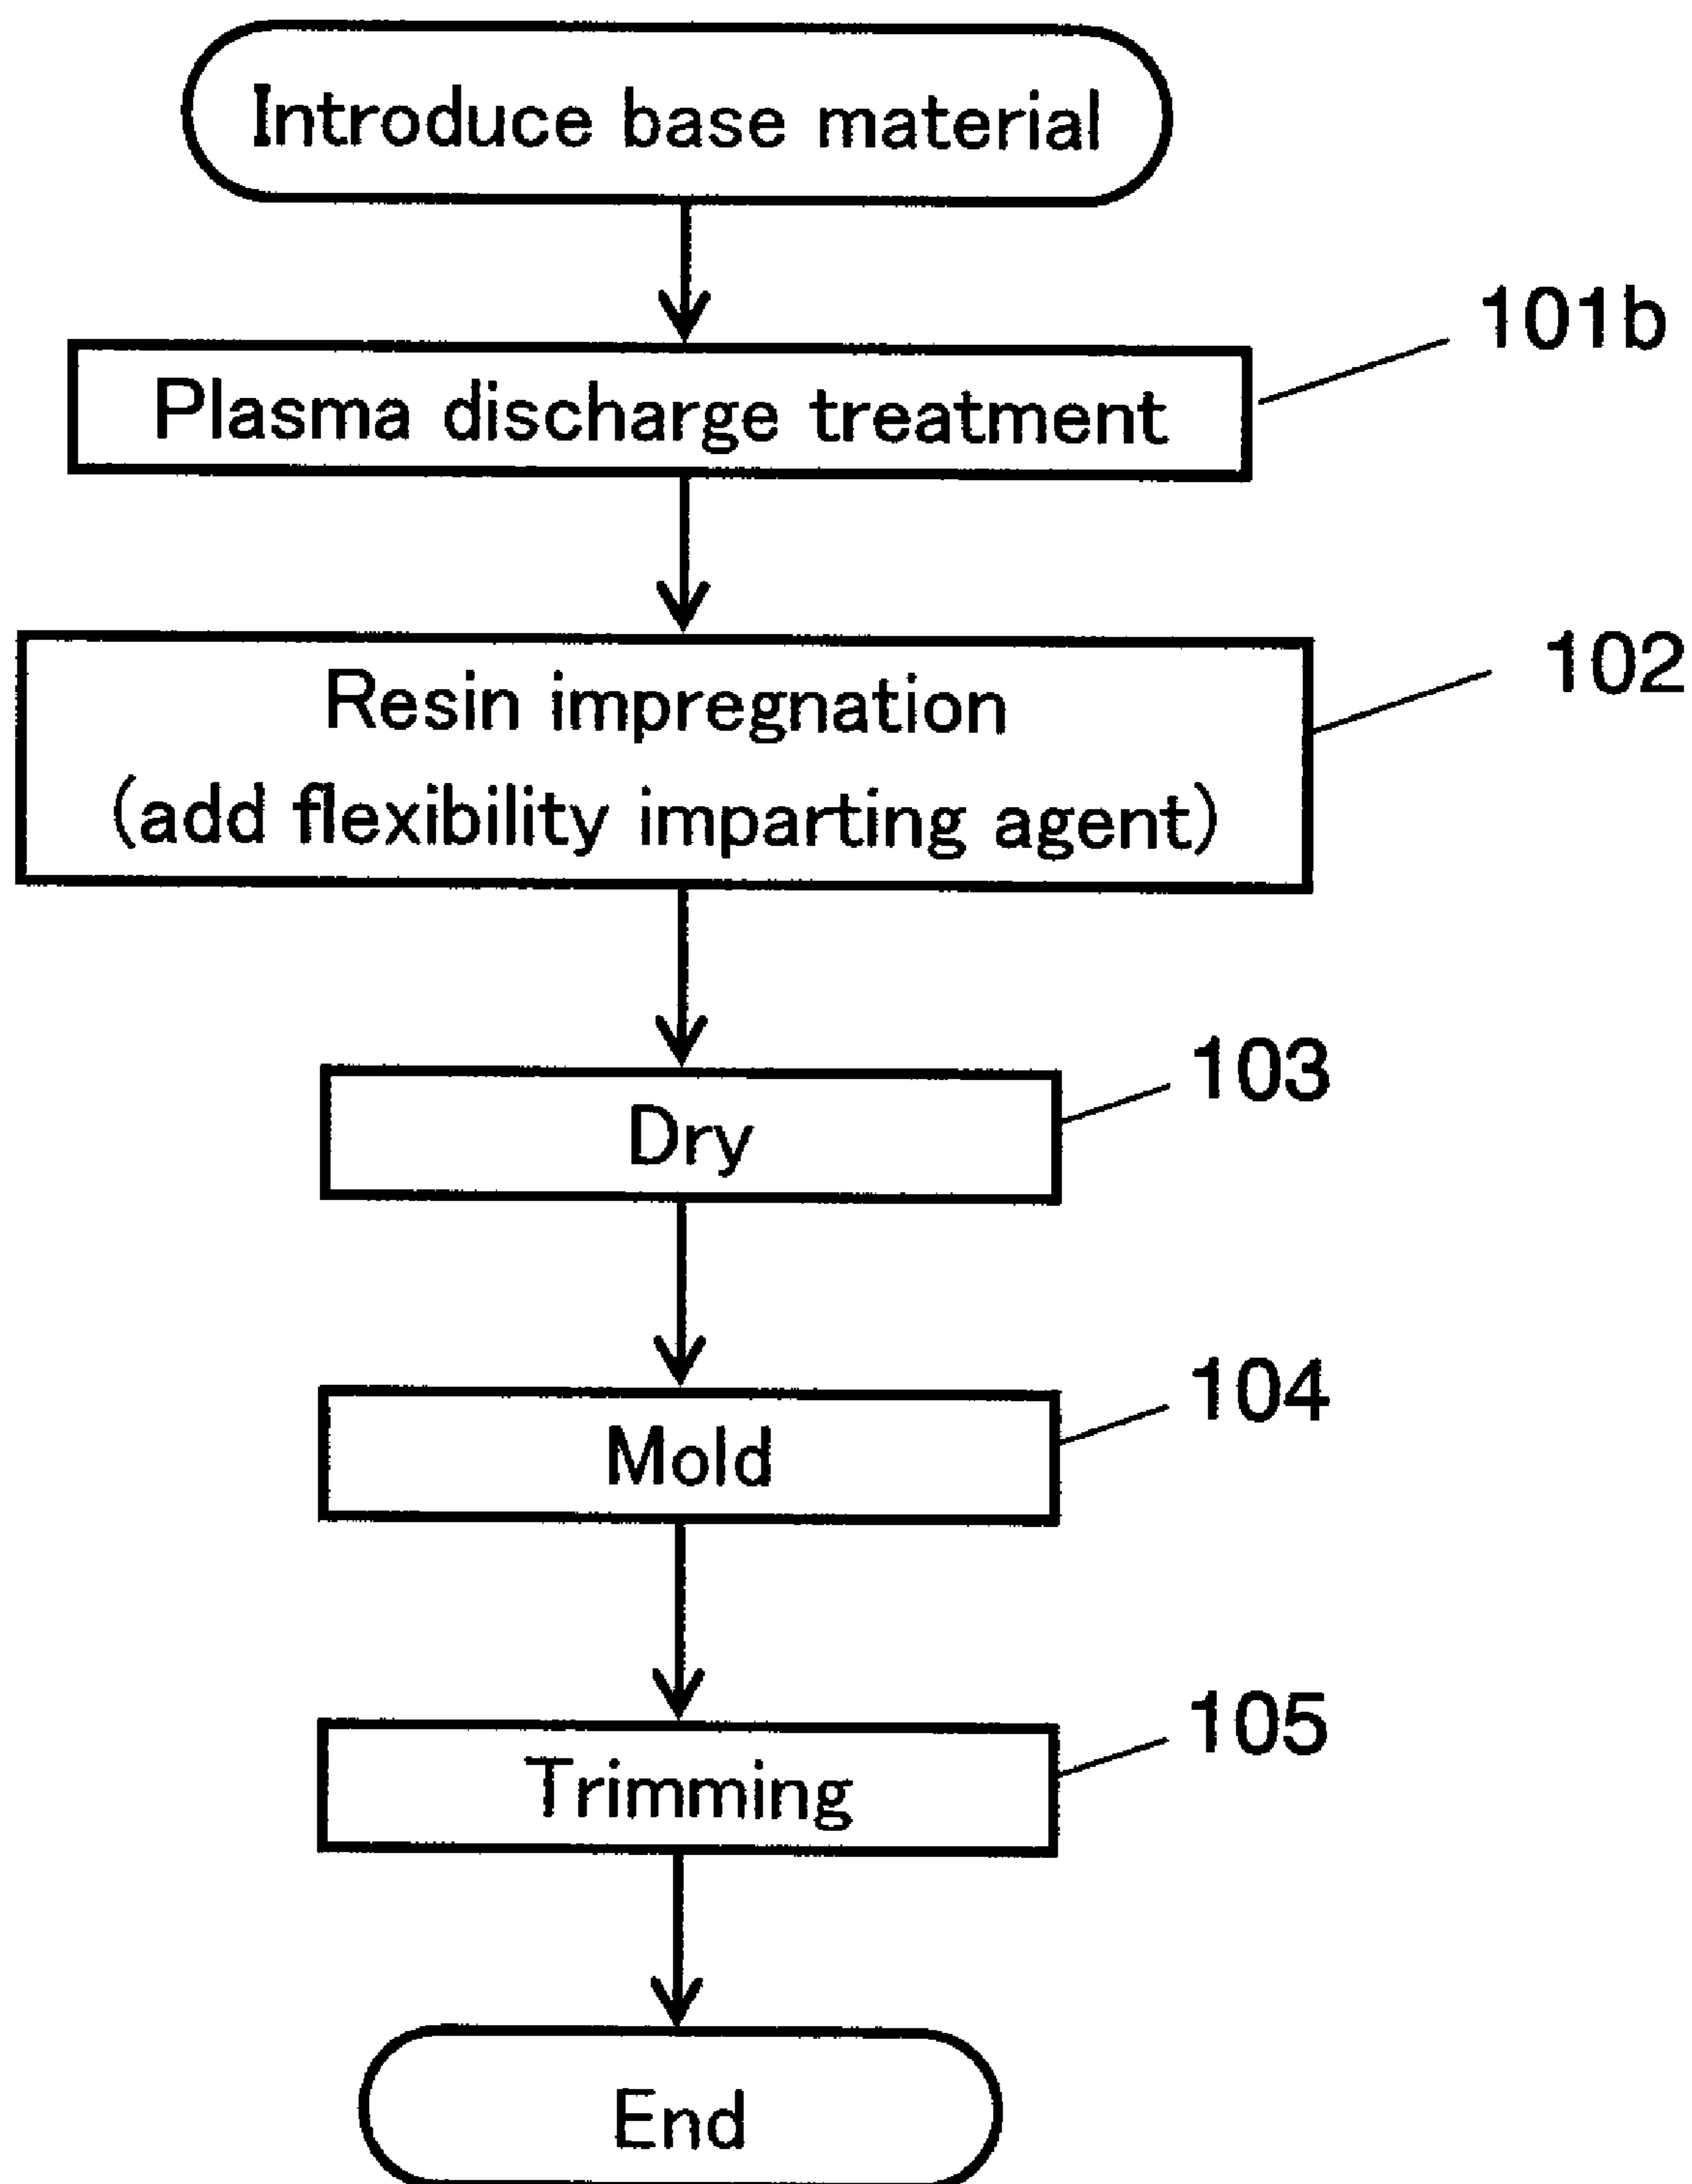 Introduce base material
101b
Plasma discharge treatment
102
Resin impregnation
(add flexibility imparting agent)
103
Dry
104
Mold
105
Trimming
End